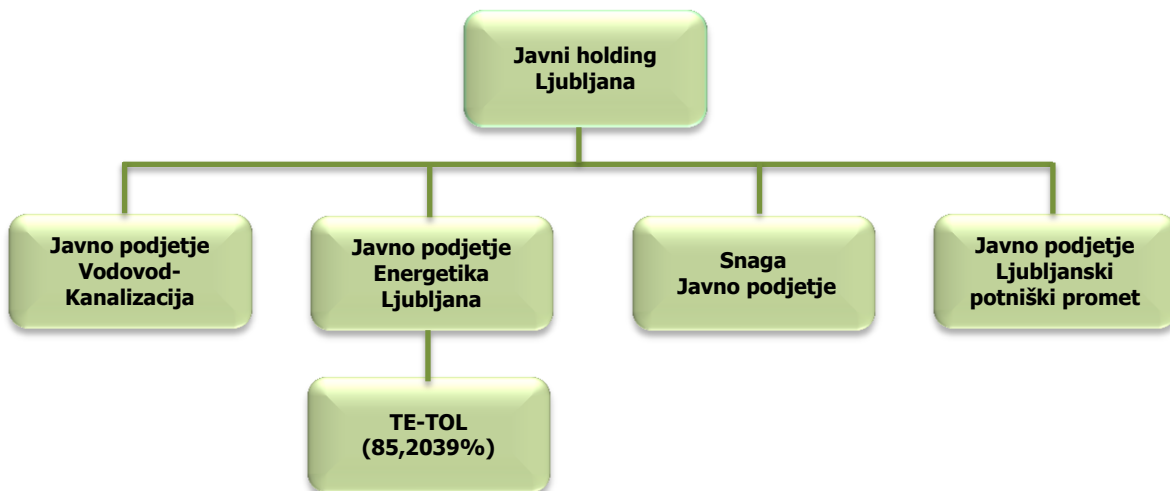 Javni holding
Ljubljana
Javno podjetje
Vodovod-
Kanalizacija
Javno podjetje
Energetika
Ljubljana
Snaga
Javno podjetje
Javno podjetje
Ljubljanski
potniški promet
TE-TOL
(85,2039%)